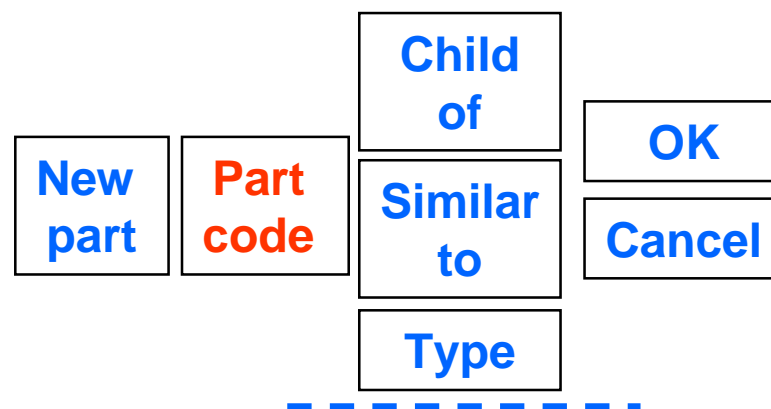 New
part
Part
code
Child
of
Similar
to
Type
OK
Cancel